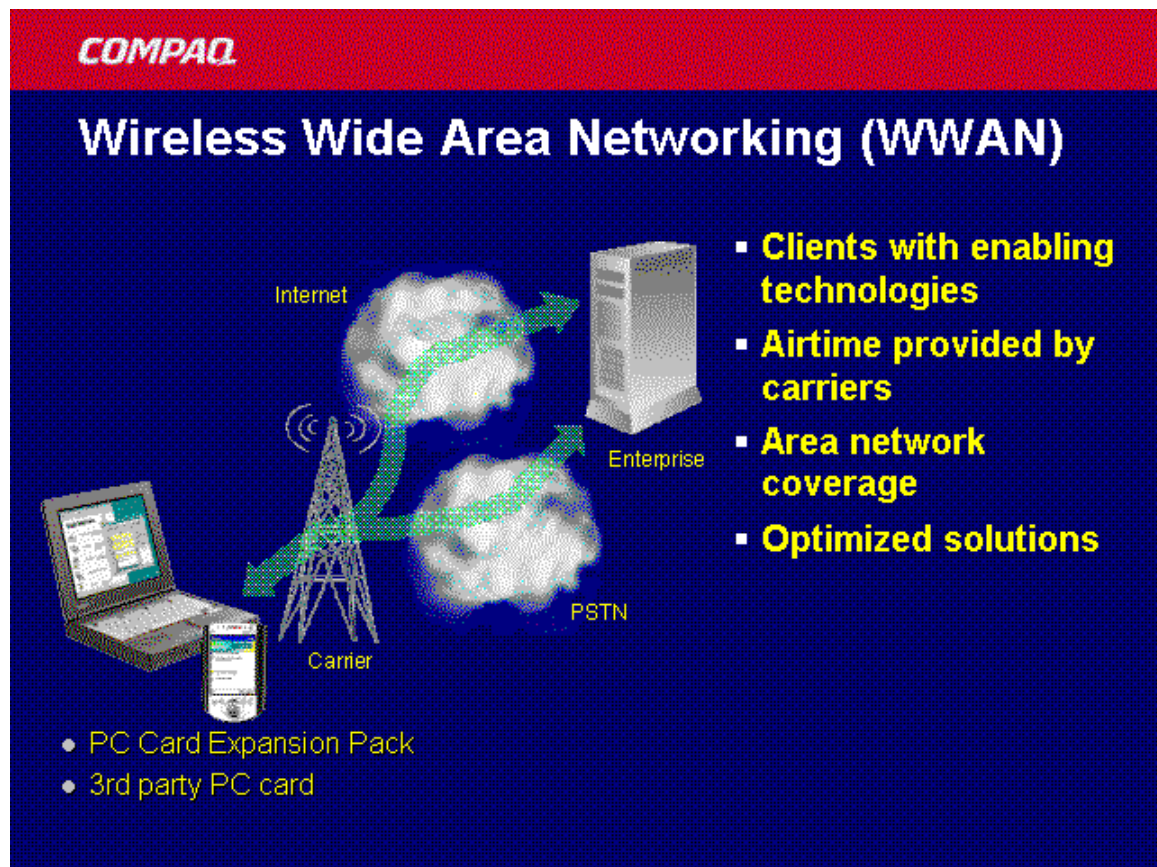 COMPAQ
Wireless Wide Area Networking (WWAN)
Internet
Enterprise
PSTN
Carrier
PC Card Expansion Pack
3rd party PC card
Clients with enabling
technologies
Airtime provided by
carriers
Area network
coverage
Optimized solutions